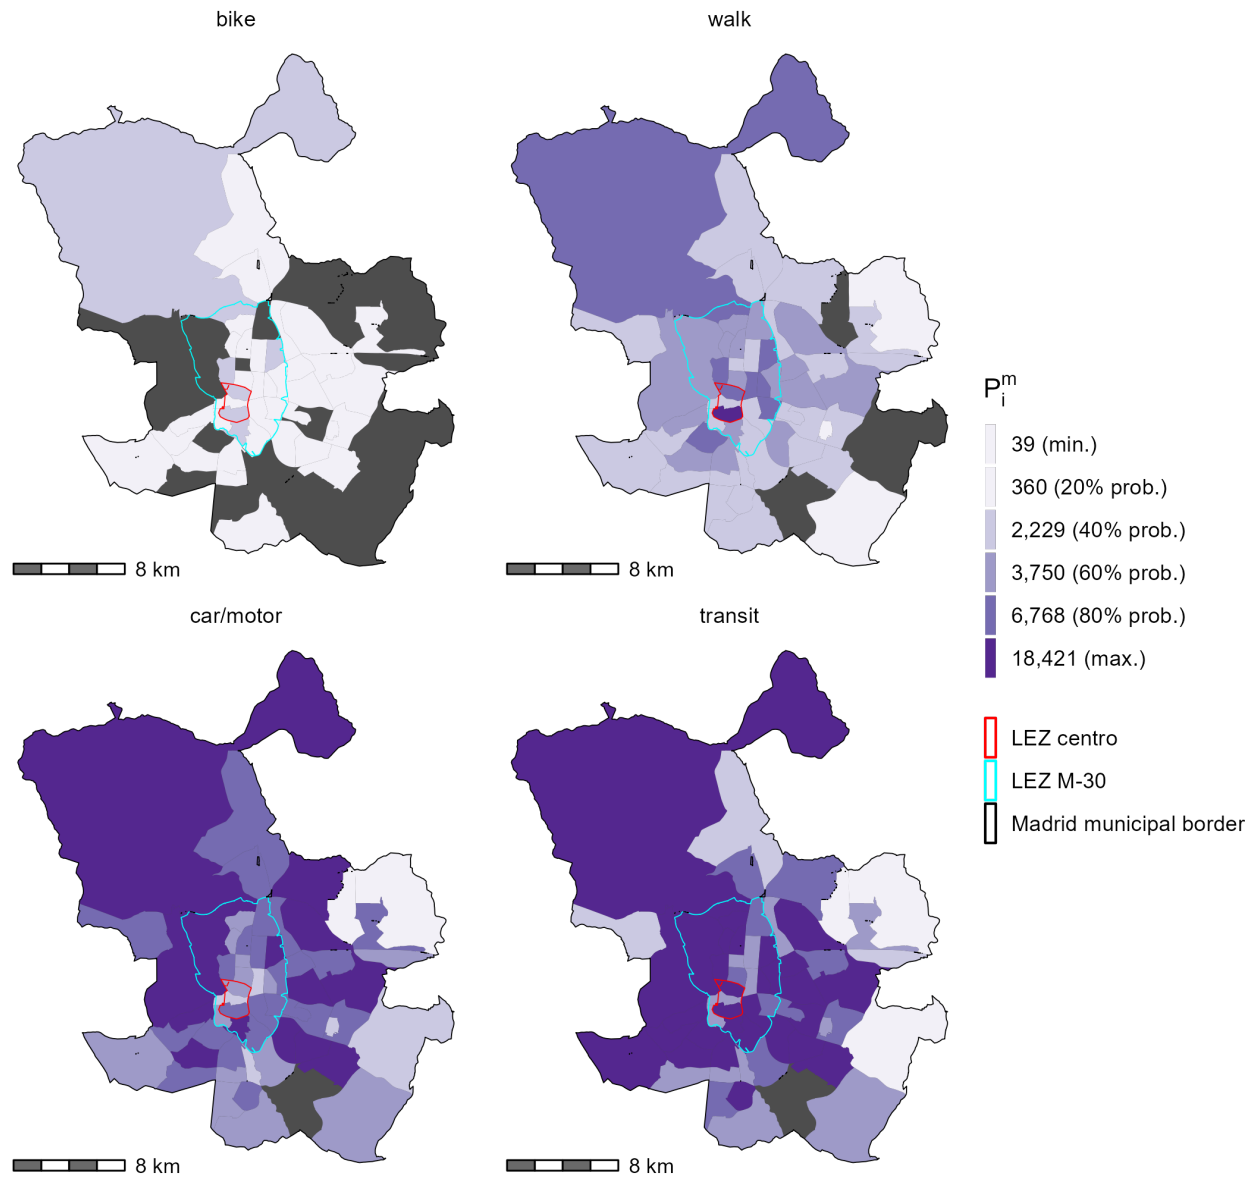 bike
walk
8 km
8 km
P_i^m
39 (min.)
360 (20% prob.)
2,229 (40% prob.)
3,750 (60% prob.)
6,768 (80% prob.)
18,421 (max.)
LEZ centro
LEZ M-30
Madrid municipal border
car/motor
transit
8 km
8 km